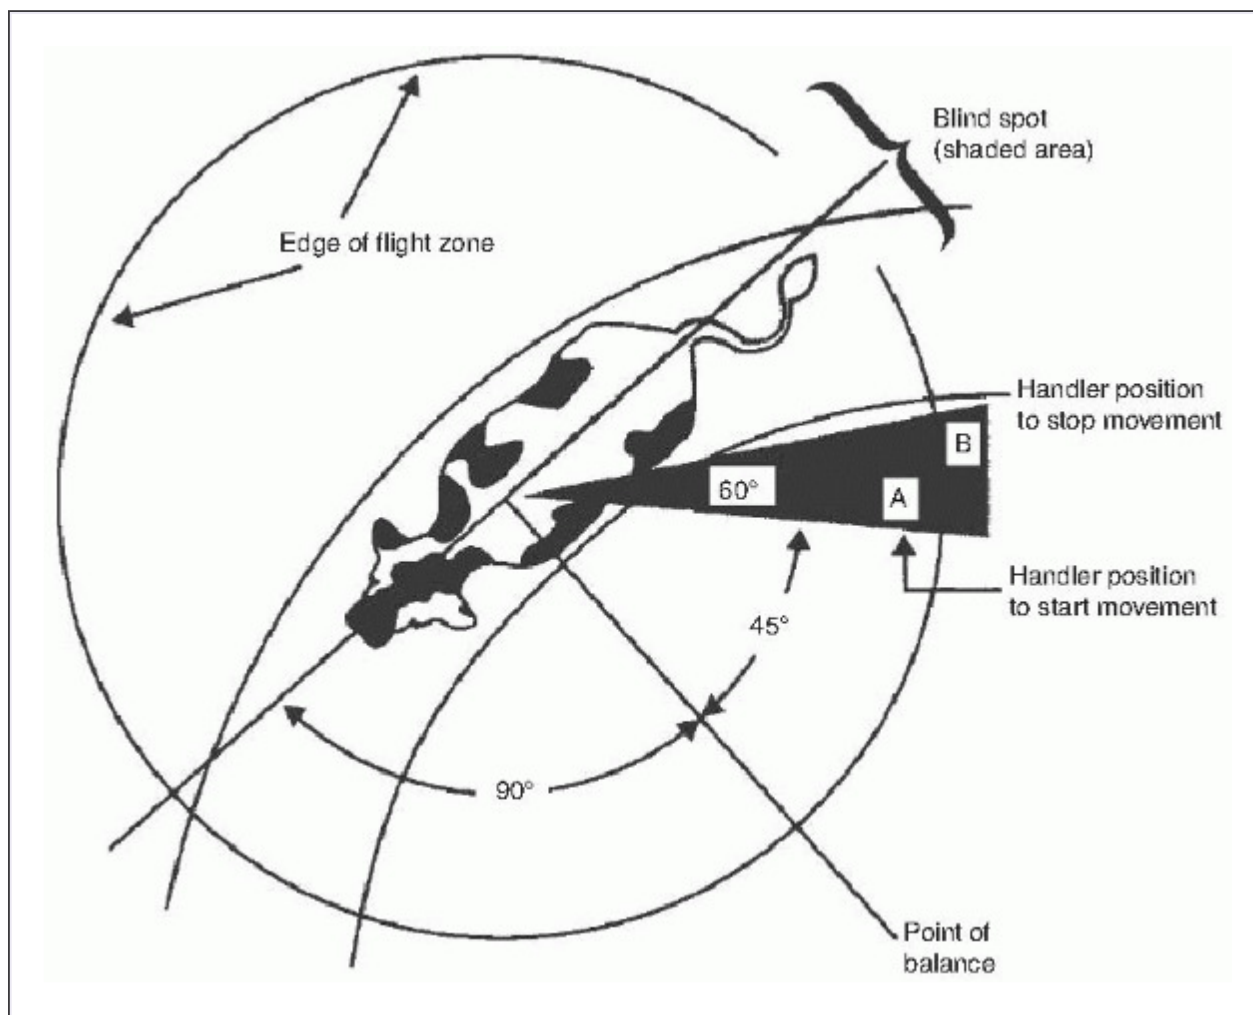 Blind spot
(shaded area)
Edge of flight zone
Handler position
to stop movement
B
60°
A
Handler position
to start movement
45°
90°
Point of
balance